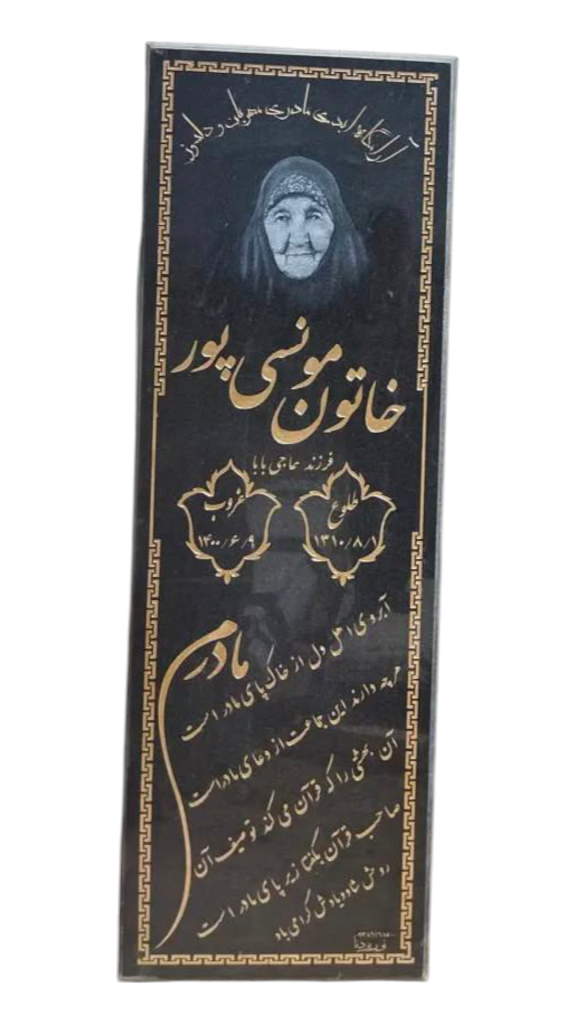 آرامگاه ابدی مادری مهربان و دلسوز
خاتون مونسی پور
فرزند حاجی بابا
طلوع
۱۳۱۰/۸/۱
غروب
۱۴۰۰/۶/۹
مادرم
آبروی اهل دل از خاک پای مادر است
هرچه دارند این جماعت از دعای مادر است
آن بهشتی را که قرآن می کند توصیف آن
صاحب قرآن بگفتا زیر پای مادر است
روحش شاد و یادش گرامی باد